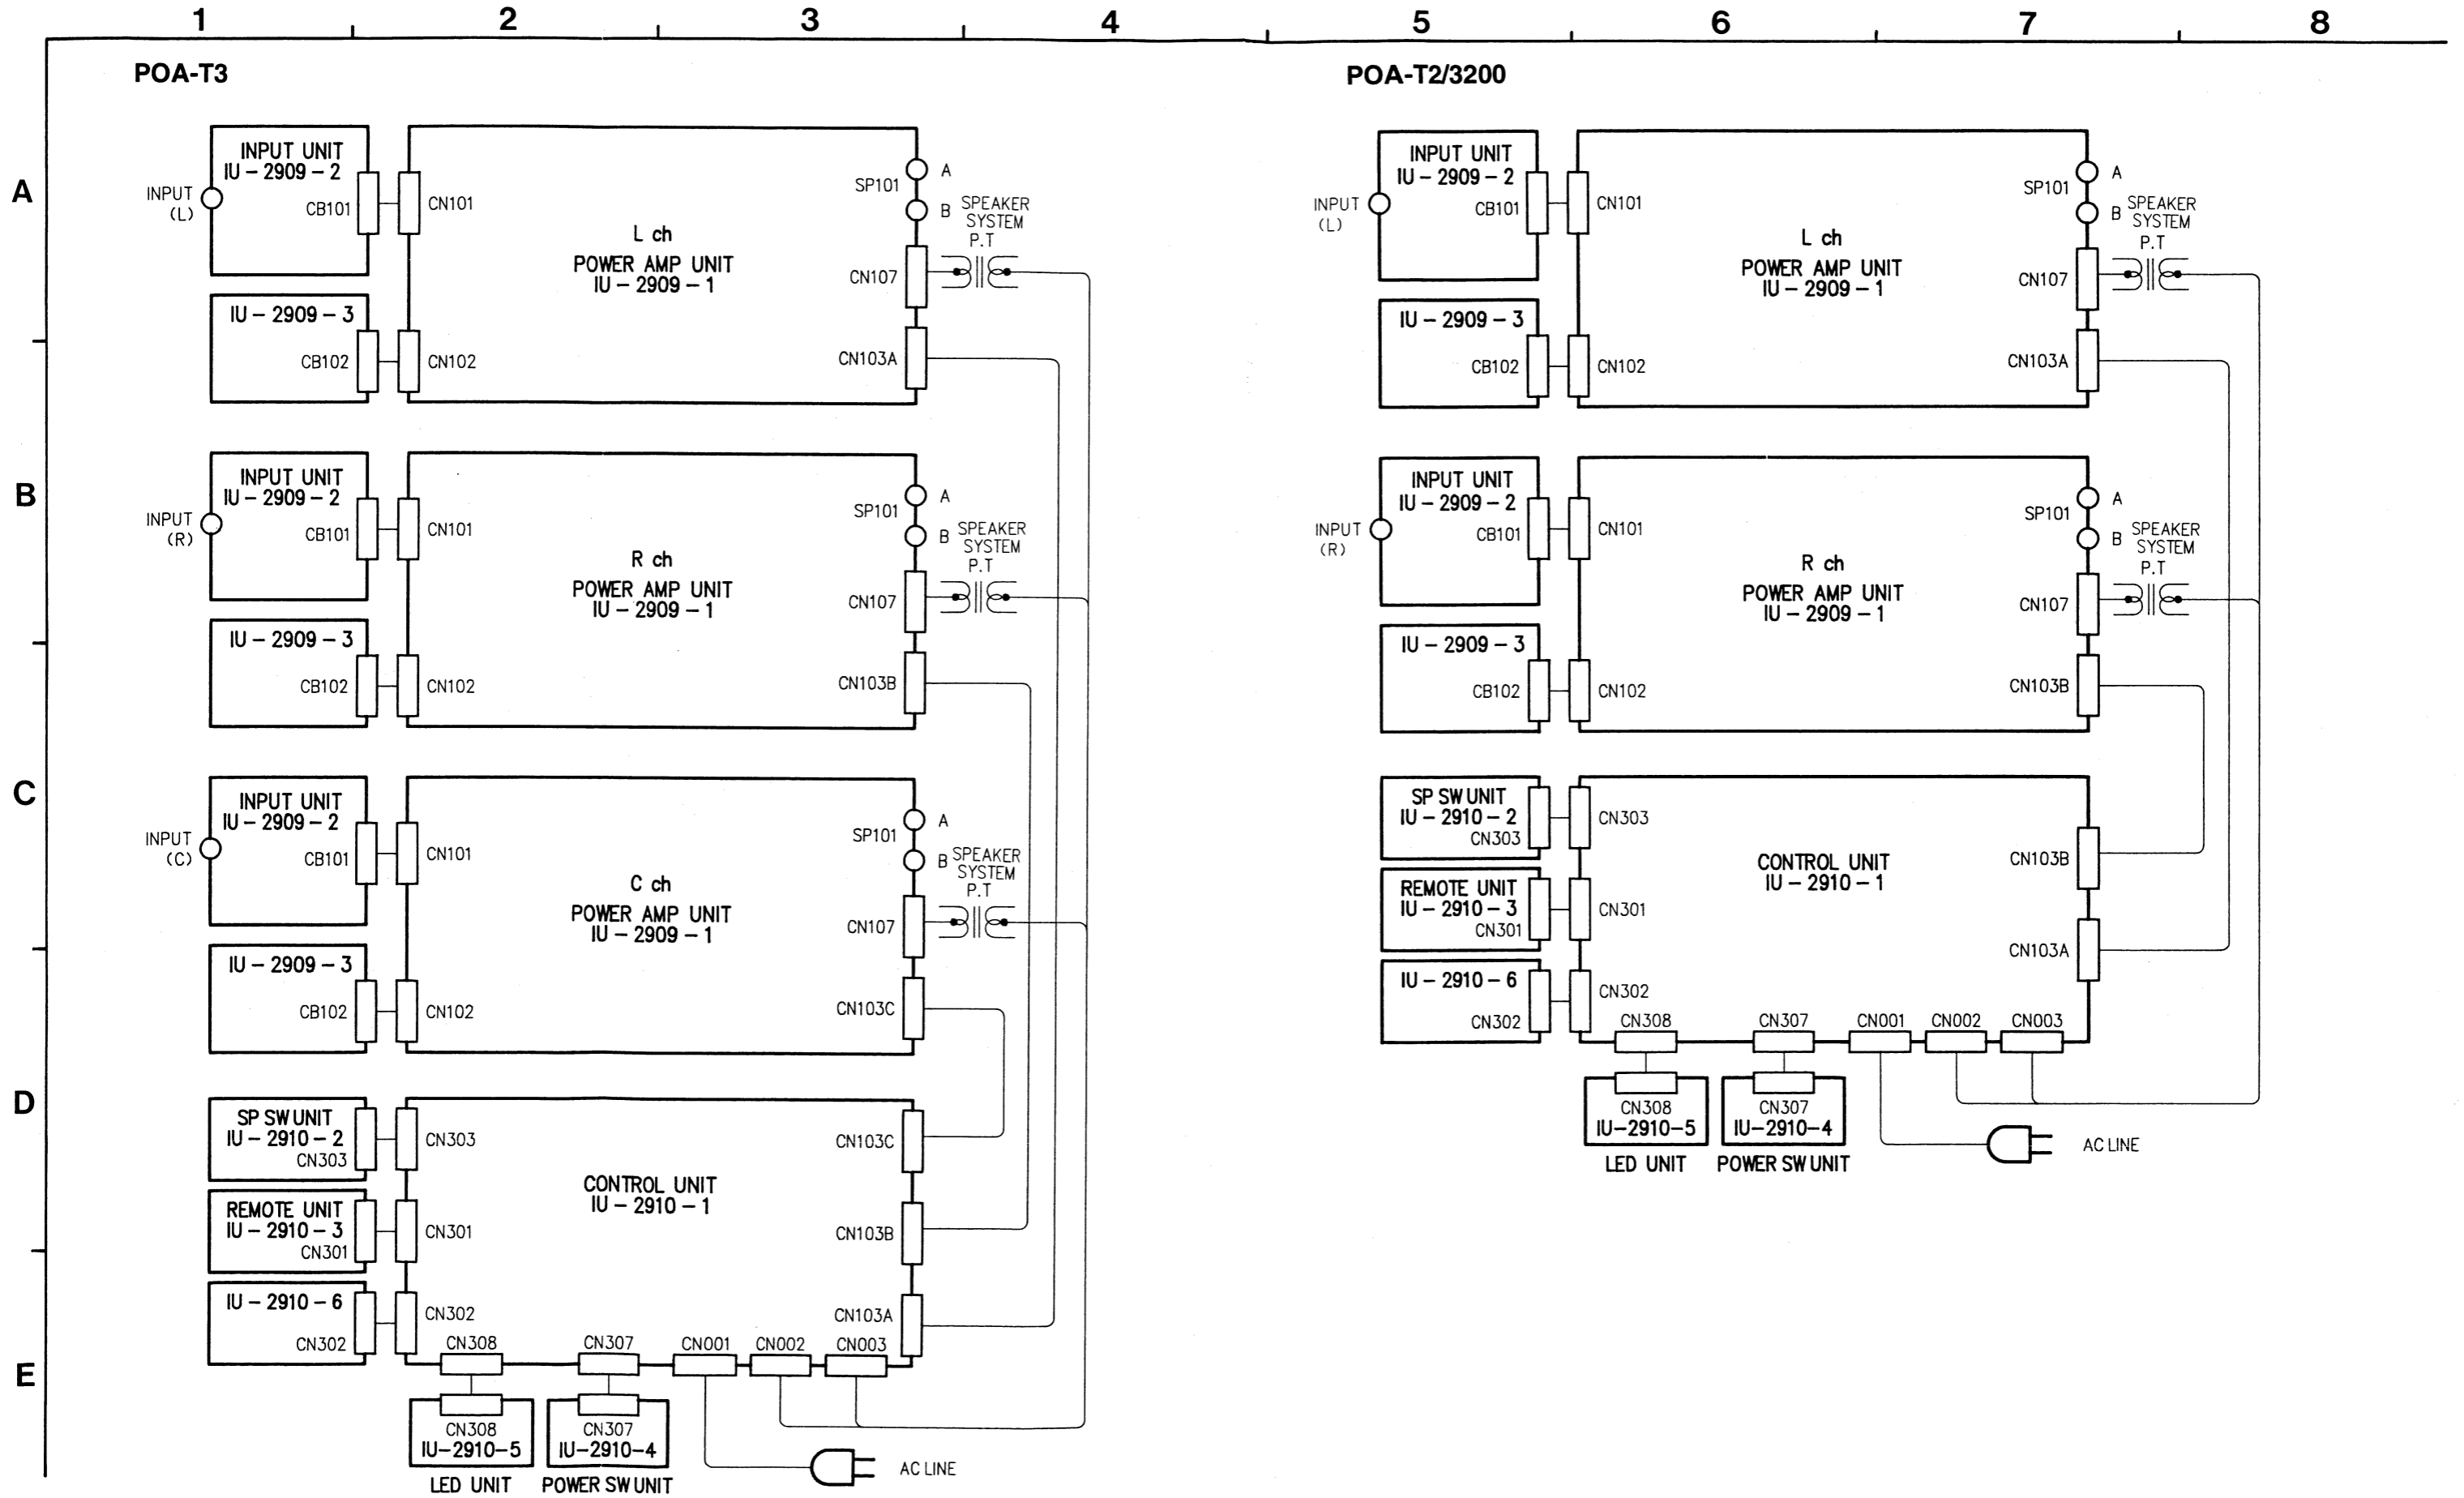 1 2 3 4 5 6 7 8
A
B
C
D
E
POA-T3
INPUT UNIT
IU – 2909 – 2
INPUT
(L)
CB101
CN101
IU – 2909 – 3
CB102
CN102
L ch
POWER AMP UNIT
IU – 2909 – 1
SP101
A
B
SPEAKER
SYSTEM
P.T
CN107
CN103A
INPUT UNIT
IU – 2909 – 2
INPUT
(R)
CB101
CN101
IU – 2909 – 3
CB102
CN102
R ch
POWER AMP UNIT
IU – 2909 – 1
SP101
A
B
SPEAKER
SYSTEM
P.T
CN107
CN103B
INPUT UNIT
IU – 2909 – 2
INPUT
(C)
CB101
CN101
IU – 2909 – 3
CB102
CN102
C ch
POWER AMP UNIT
IU – 2909 – 1
SP101
A
B
SPEAKER
SYSTEM
P.T
CN107
CN103C
SP SW UNIT
IU – 2910 – 2
CN303
CN303
REMOTE UNIT
IU – 2910 – 3
CN301
CN301
IU – 2910 – 6
CN302
CN302
CONTROL UNIT
IU – 2910 – 1
CN103C
CN103B
CN103A
CN308
CN307
CN001
CN002
CN003
CN308
IU–2910–5
LED UNIT
CN307
IU–2910–4
POWER SW UNIT
AC LINE
POA-T2/3200
INPUT UNIT
IU – 2909 – 2
INPUT
(L)
CB101
CN101
IU – 2909 – 3
CB102
CN102
L ch
POWER AMP UNIT
IU – 2909 – 1
SP101
A
B
SPEAKER
SYSTEM
P.T
CN107
CN103A
INPUT UNIT
IU – 2909 – 2
INPUT
(R)
CB101
CN101
IU – 2909 – 3
CB102
CN102
R ch
POWER AMP UNIT
IU – 2909 – 1
SP101
A
B
SPEAKER
SYSTEM
P.T
CN107
CN103B
SP SW UNIT
IU – 2910 – 2
CN303
CN303
REMOTE UNIT
IU – 2910 – 3
CN301
CN301
IU – 2910 – 6
CN302
CN302
CONTROL UNIT
IU – 2910 – 1
CN103B
CN103A
CN308
CN307
CN001
CN002
CN003
CN308
IU–2910–5
LED UNIT
CN307
IU–2910–4
POWER SW UNIT
AC LINE